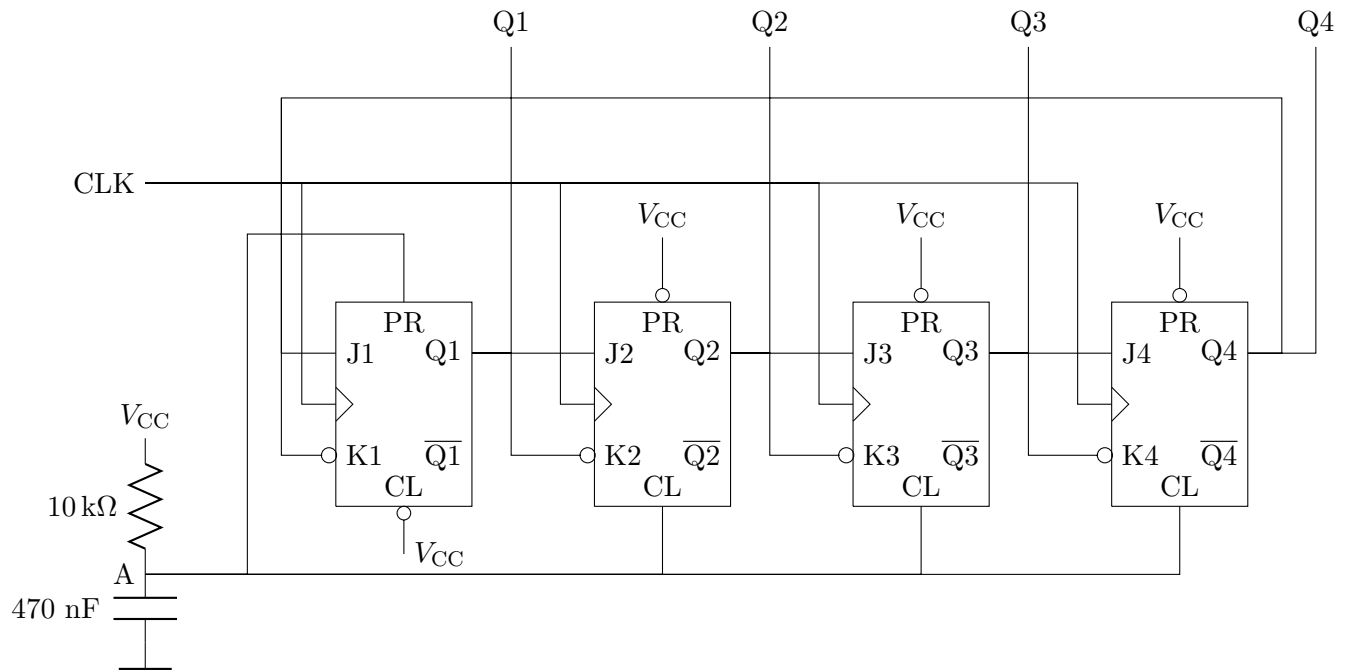 Q1 Q2 Q3 Q4
CLK
V_CC V_CC V_CC
PR PR PR PR
J1 Q1 J2 Q2 J3 Q3 J4 Q4
V_CC
K1 Q̅1̅ K2 Q̅2̅ K3 Q̅3̅ K4 Q̅4̅
CL CL CL CL
10 kΩ
V_CC
A
470 nF